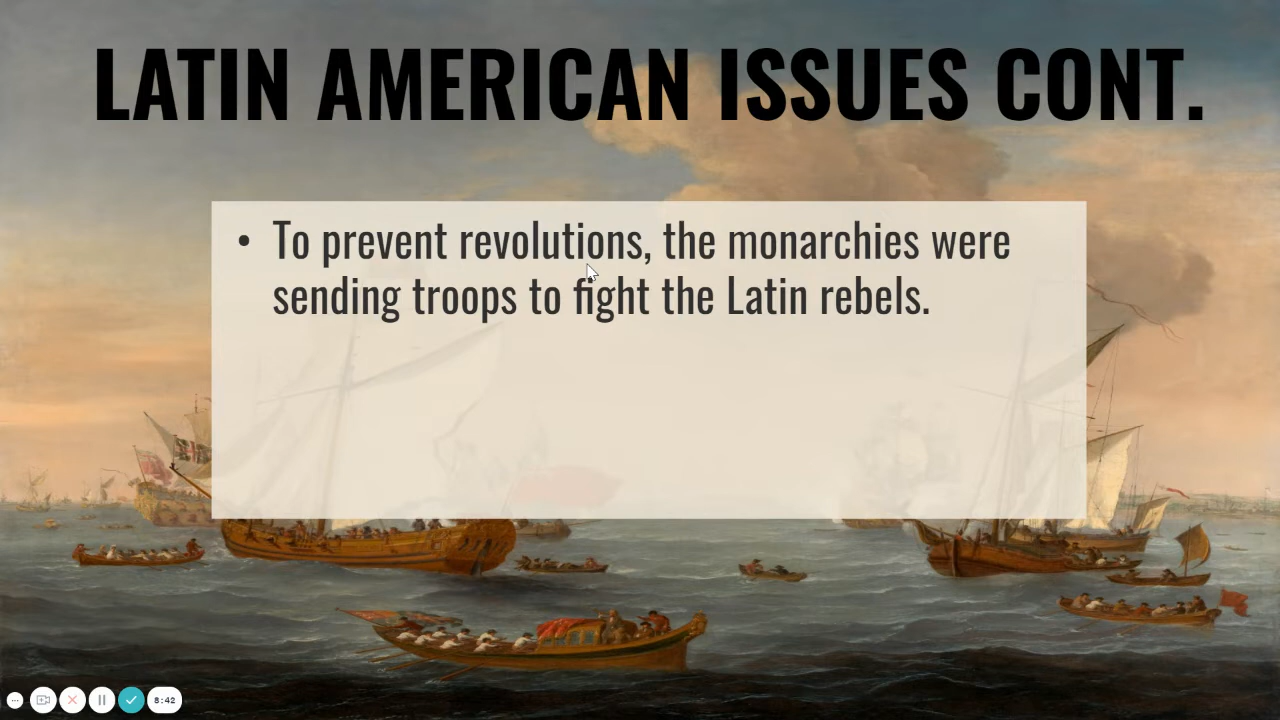 LATIN AMERICAN ISSUES CONT.
• To prevent revolutions, the monarchies were
sending troops to fight the Latin rebels.
8:42